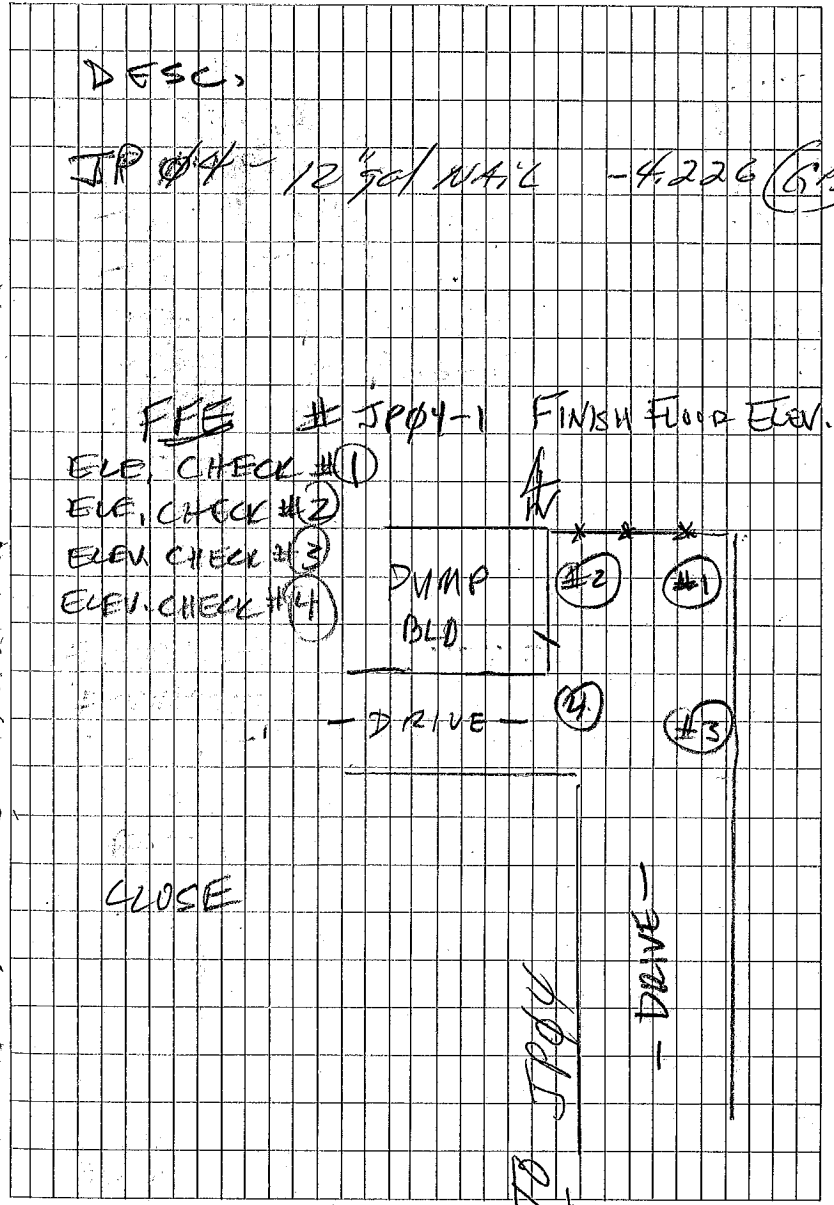 DESC,
JP Ø4 - 12" gal NAiL -4.226
FFE # JPØ4-1 FINISH FLOOR ELEV.
ELE. CHECK #1
ELE. CHECK #2
ELEV. CHECK #3
ELEV. CHECK #4
PUMP
BLD
#2 #1
- DRIVE - 4. #3
CLOSE
- DRIVE -
TO JPØ4